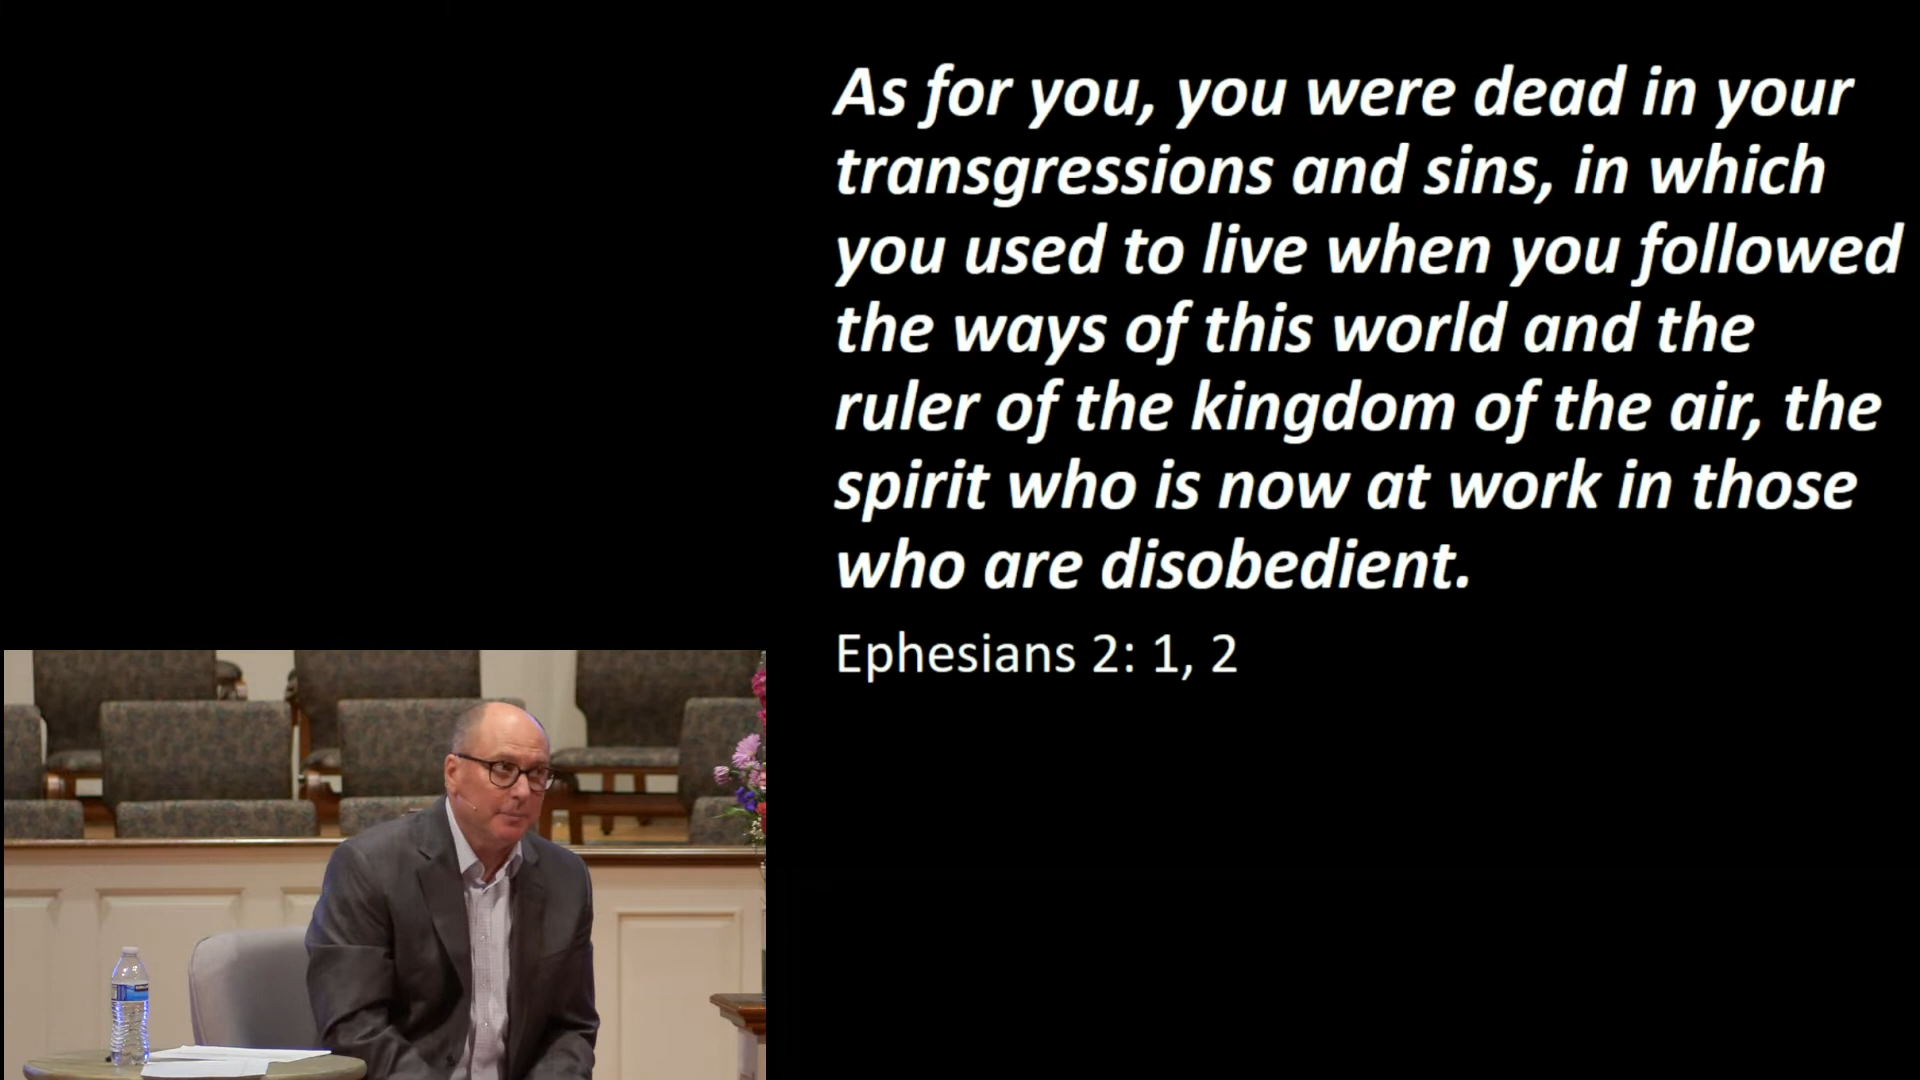 As for you, you were dead in your
transgressions and sins, in which
you used to live when you followed
the ways of this world and the
ruler of the kingdom of the air, the
spirit who is now at work in those
who are disobedient.
Ephesians 2: 1, 2